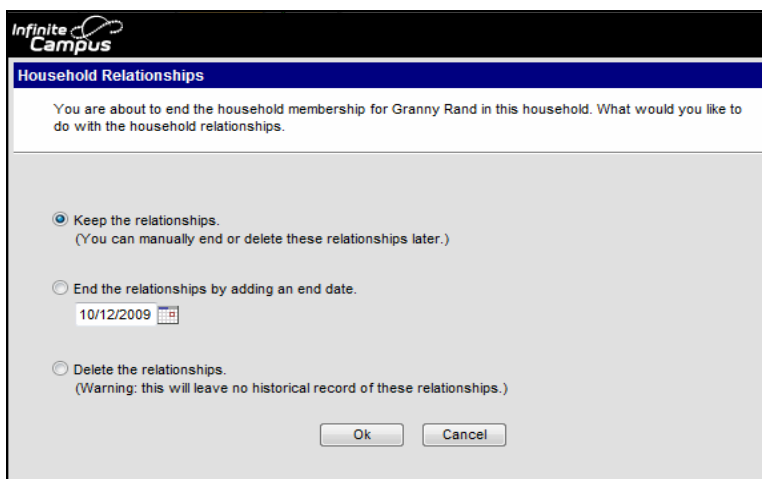 Infinite
Campus
Household Relationships
You are about to end the household membership for Granny Rand in this household. What would you like to
do with the household relationships.
Keep the relationships.
(You can manually end or delete these relationships later.)
End the relationships by adding an end date.
10/12/2009
Delete the relationships.
(Warning: this will leave no historical record of these relationships.)
Ok Cancel